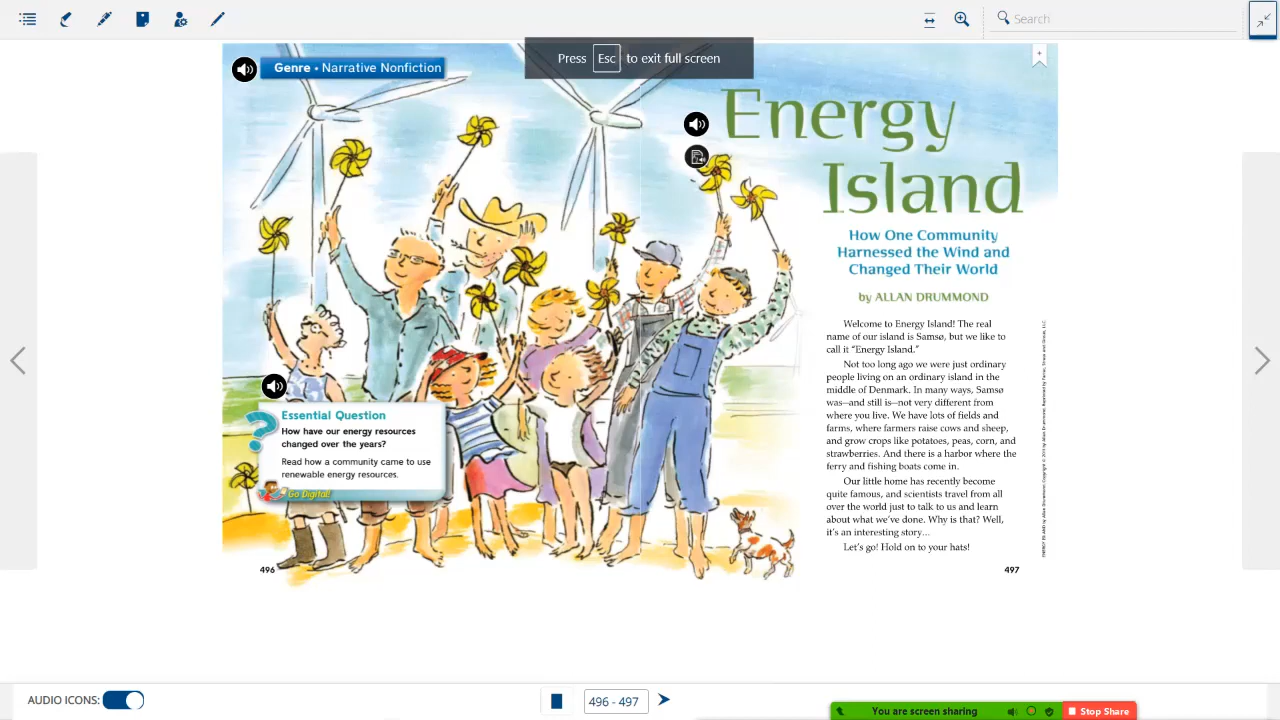 Search
Press Esc to exit full screen
Genre • Narrative Nonfiction
Energy
Island
How One Community
Harnessed the Wind and
Changed Their World
by ALLAN DRUMMOND
Welcome to Energy Island! The real
name of our island is Samsø, but we like to
call it “Energy Island.”
Not too long ago we were just ordinary
people living on an ordinary island in the
middle of Denmark. In many ways, Samsø
was—and still is—not very different from
where you live. We have lots of fields and
farms, where farmers raise cows and sheep,
and grow crops like potatoes, peas, corn, and
strawberries. And there is a harbor where the
ferry and fishing boats come in.
Our little home has recently become
quite famous, and scientists travel from all
over the world just to talk to us and learn
about what we’ve done. Why is that? Well,
it’s an interesting story...
Let’s go! Hold on to your hats!
Essential Question
How have our energy resources
changed over the years?
Read how a community came to use
renewable energy resources.
Go Digital!
496
497
AUDIO ICONS:
496 - 497
You are screen sharing
Stop Share